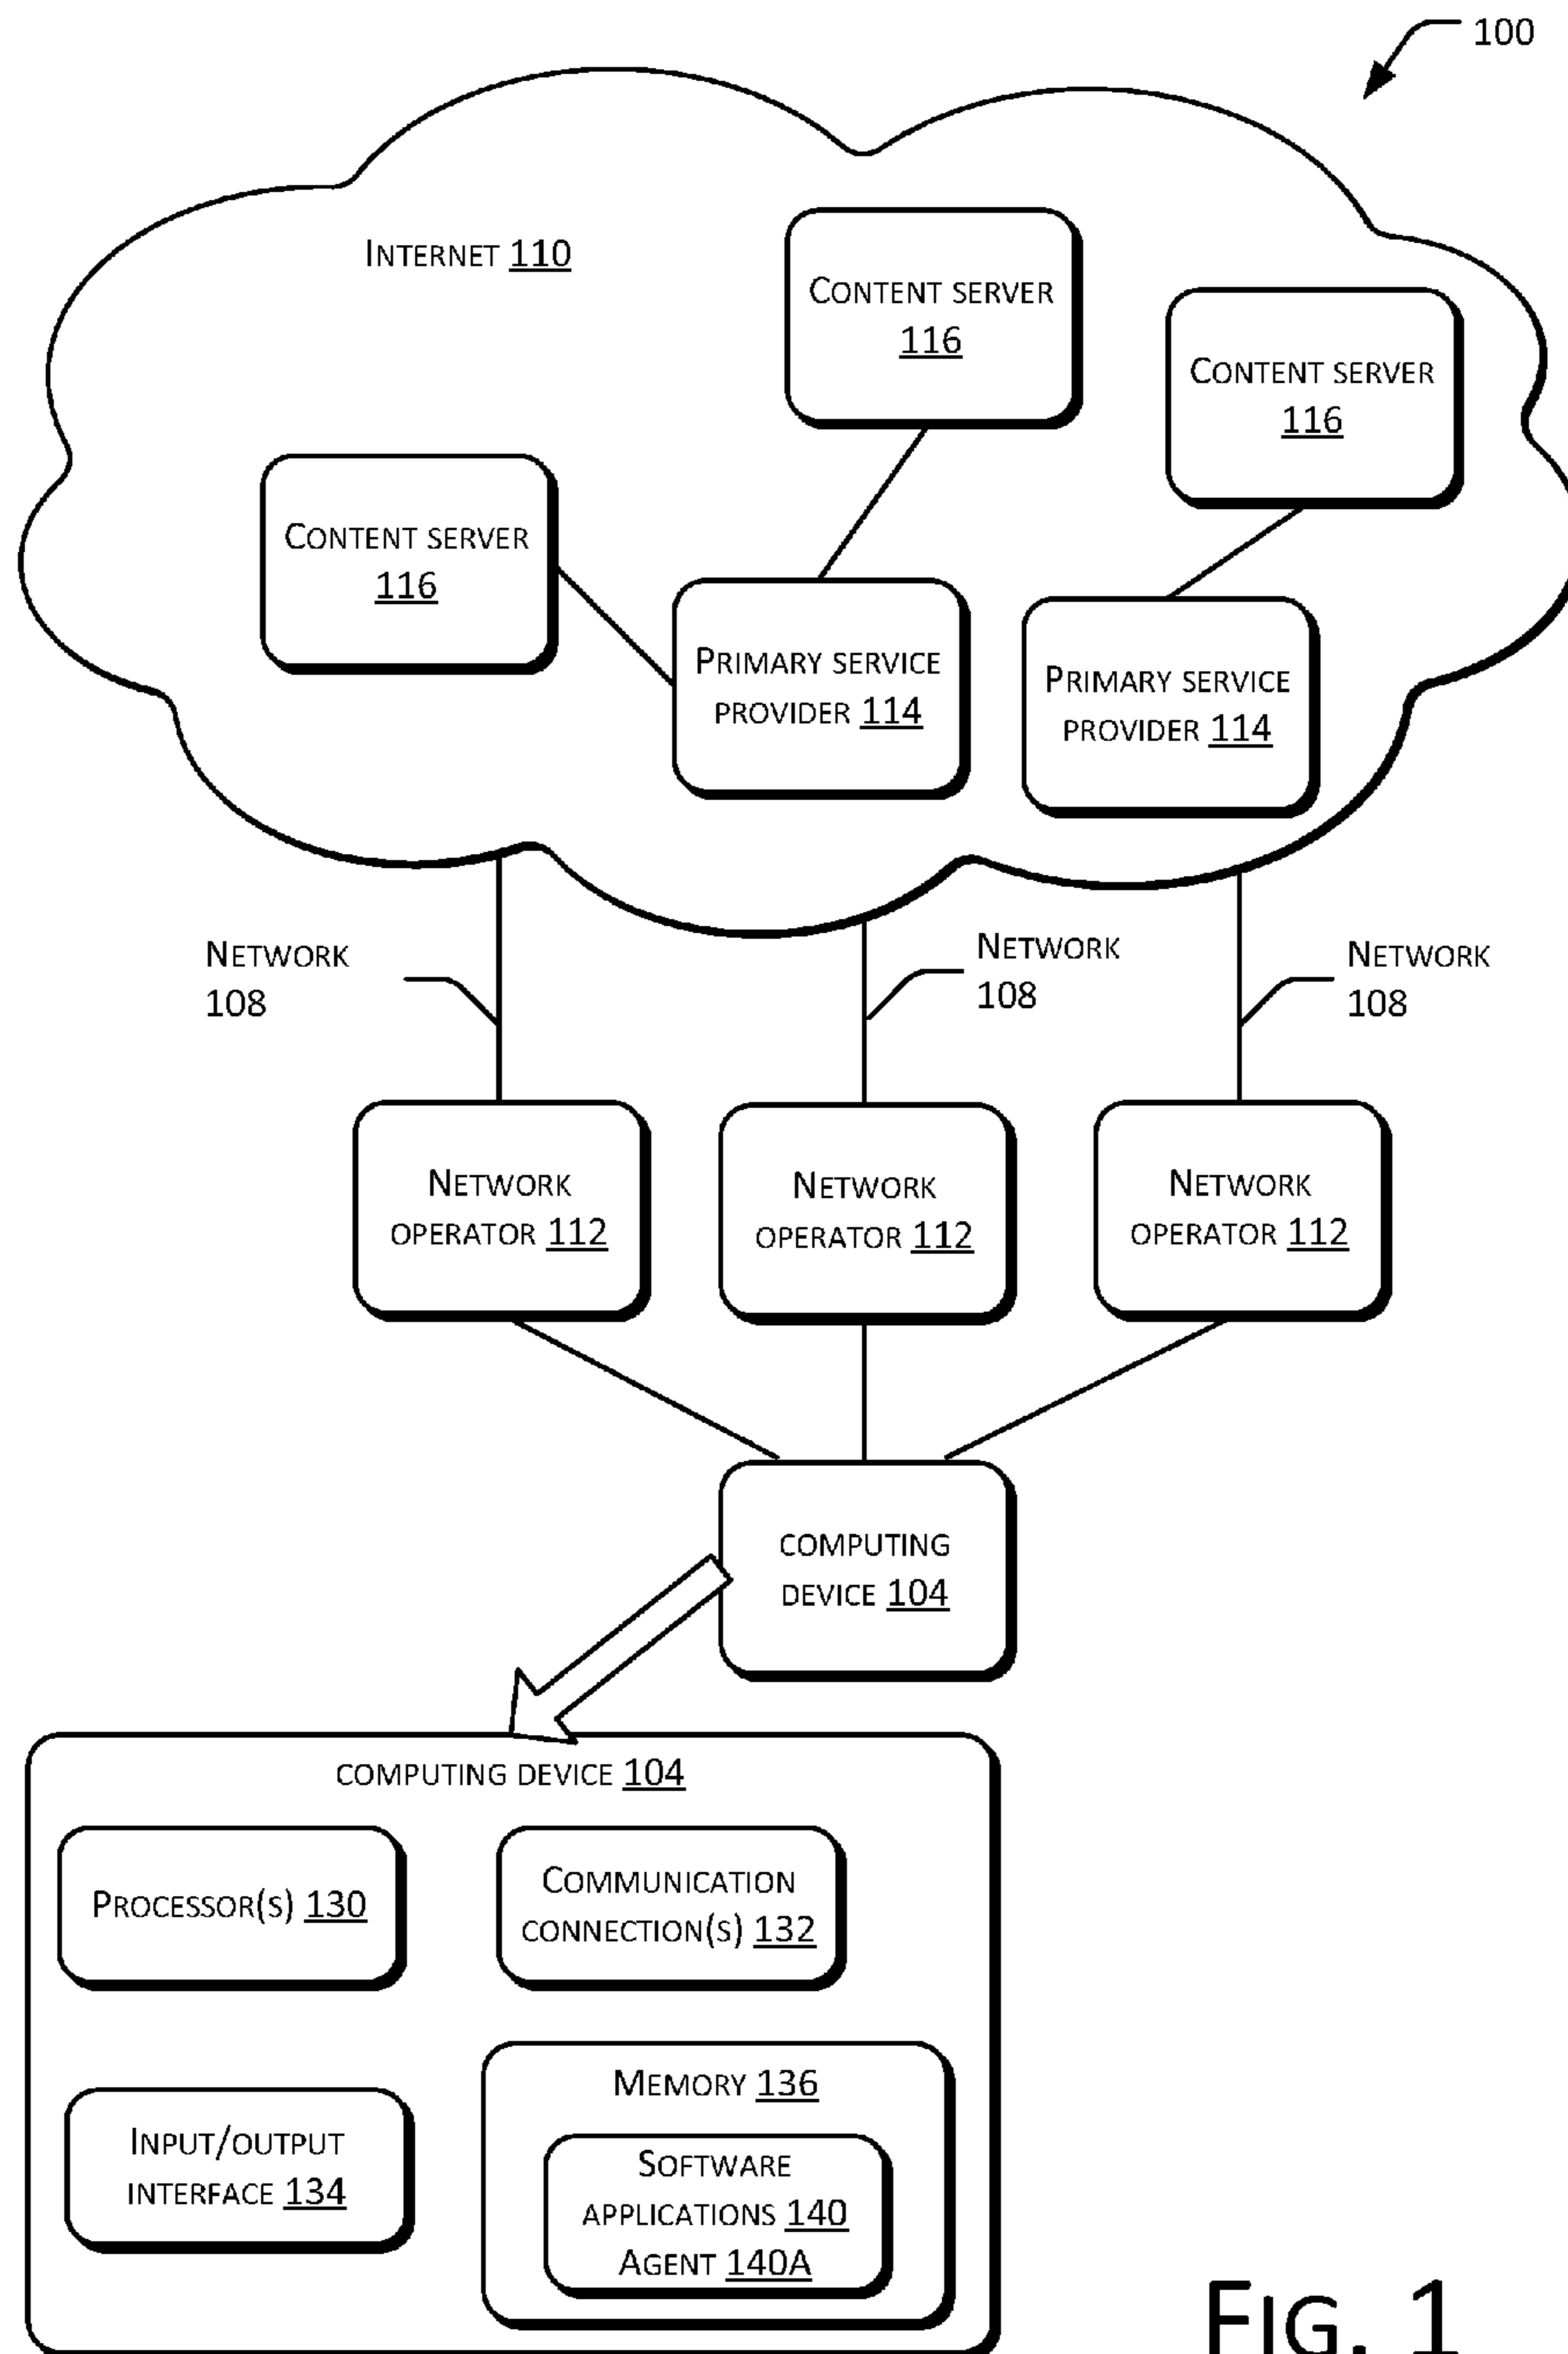 100
Internet 110
Content server
116
Content server
116
Content server
116
Primary service
provider 114
Primary service
provider 114
Network
108
Network
108
Network
108
Network
operator 112
Network
operator 112
Network
operator 112
computing
device 104
computing device 104
Processor(s) 130
Communication
connection(s) 132
Input/output
interface 134
Memory 136
Software
applications 140
Agent 140A
Fig. 1